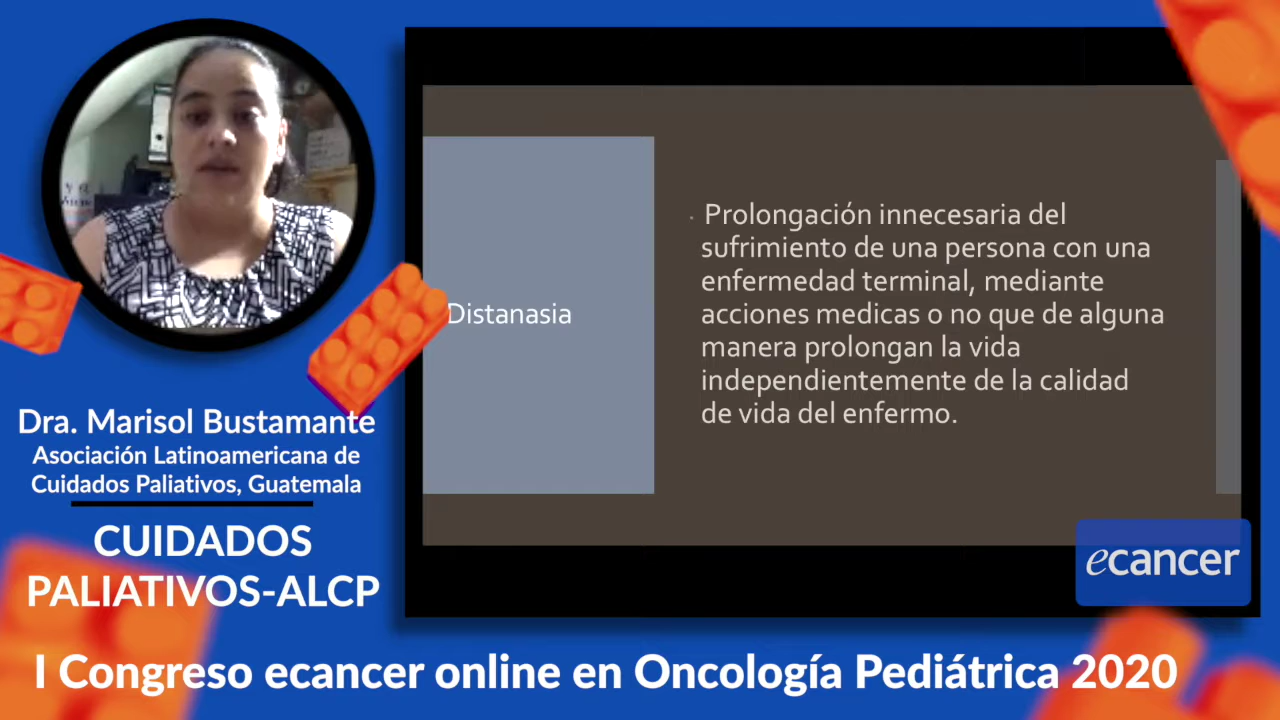 Distanasia
· Prolongación innecesaria del
sufrimiento de una persona con una
enfermedad terminal, mediante
acciones medicas o no que de alguna
manera prolongan la vida
independientemente de la calidad
de vida del enfermo.
Dra. Marisol Bustamante
Asociación Latinoamericana de
Cuidados Paliativos, Guatemala
CUIDADOS
PALIATIVOS-ALCP
ecancer
I Congreso ecancer online en Oncología Pediátrica 2020